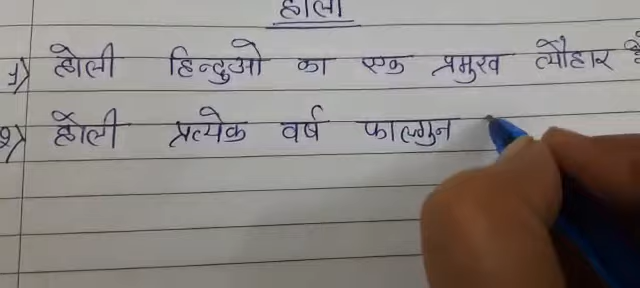 होली
1) होली हिन्दुओ का एक प्रमुख त्यौहार है
2) होली प्रत्येक वर्ष फाल्गुन